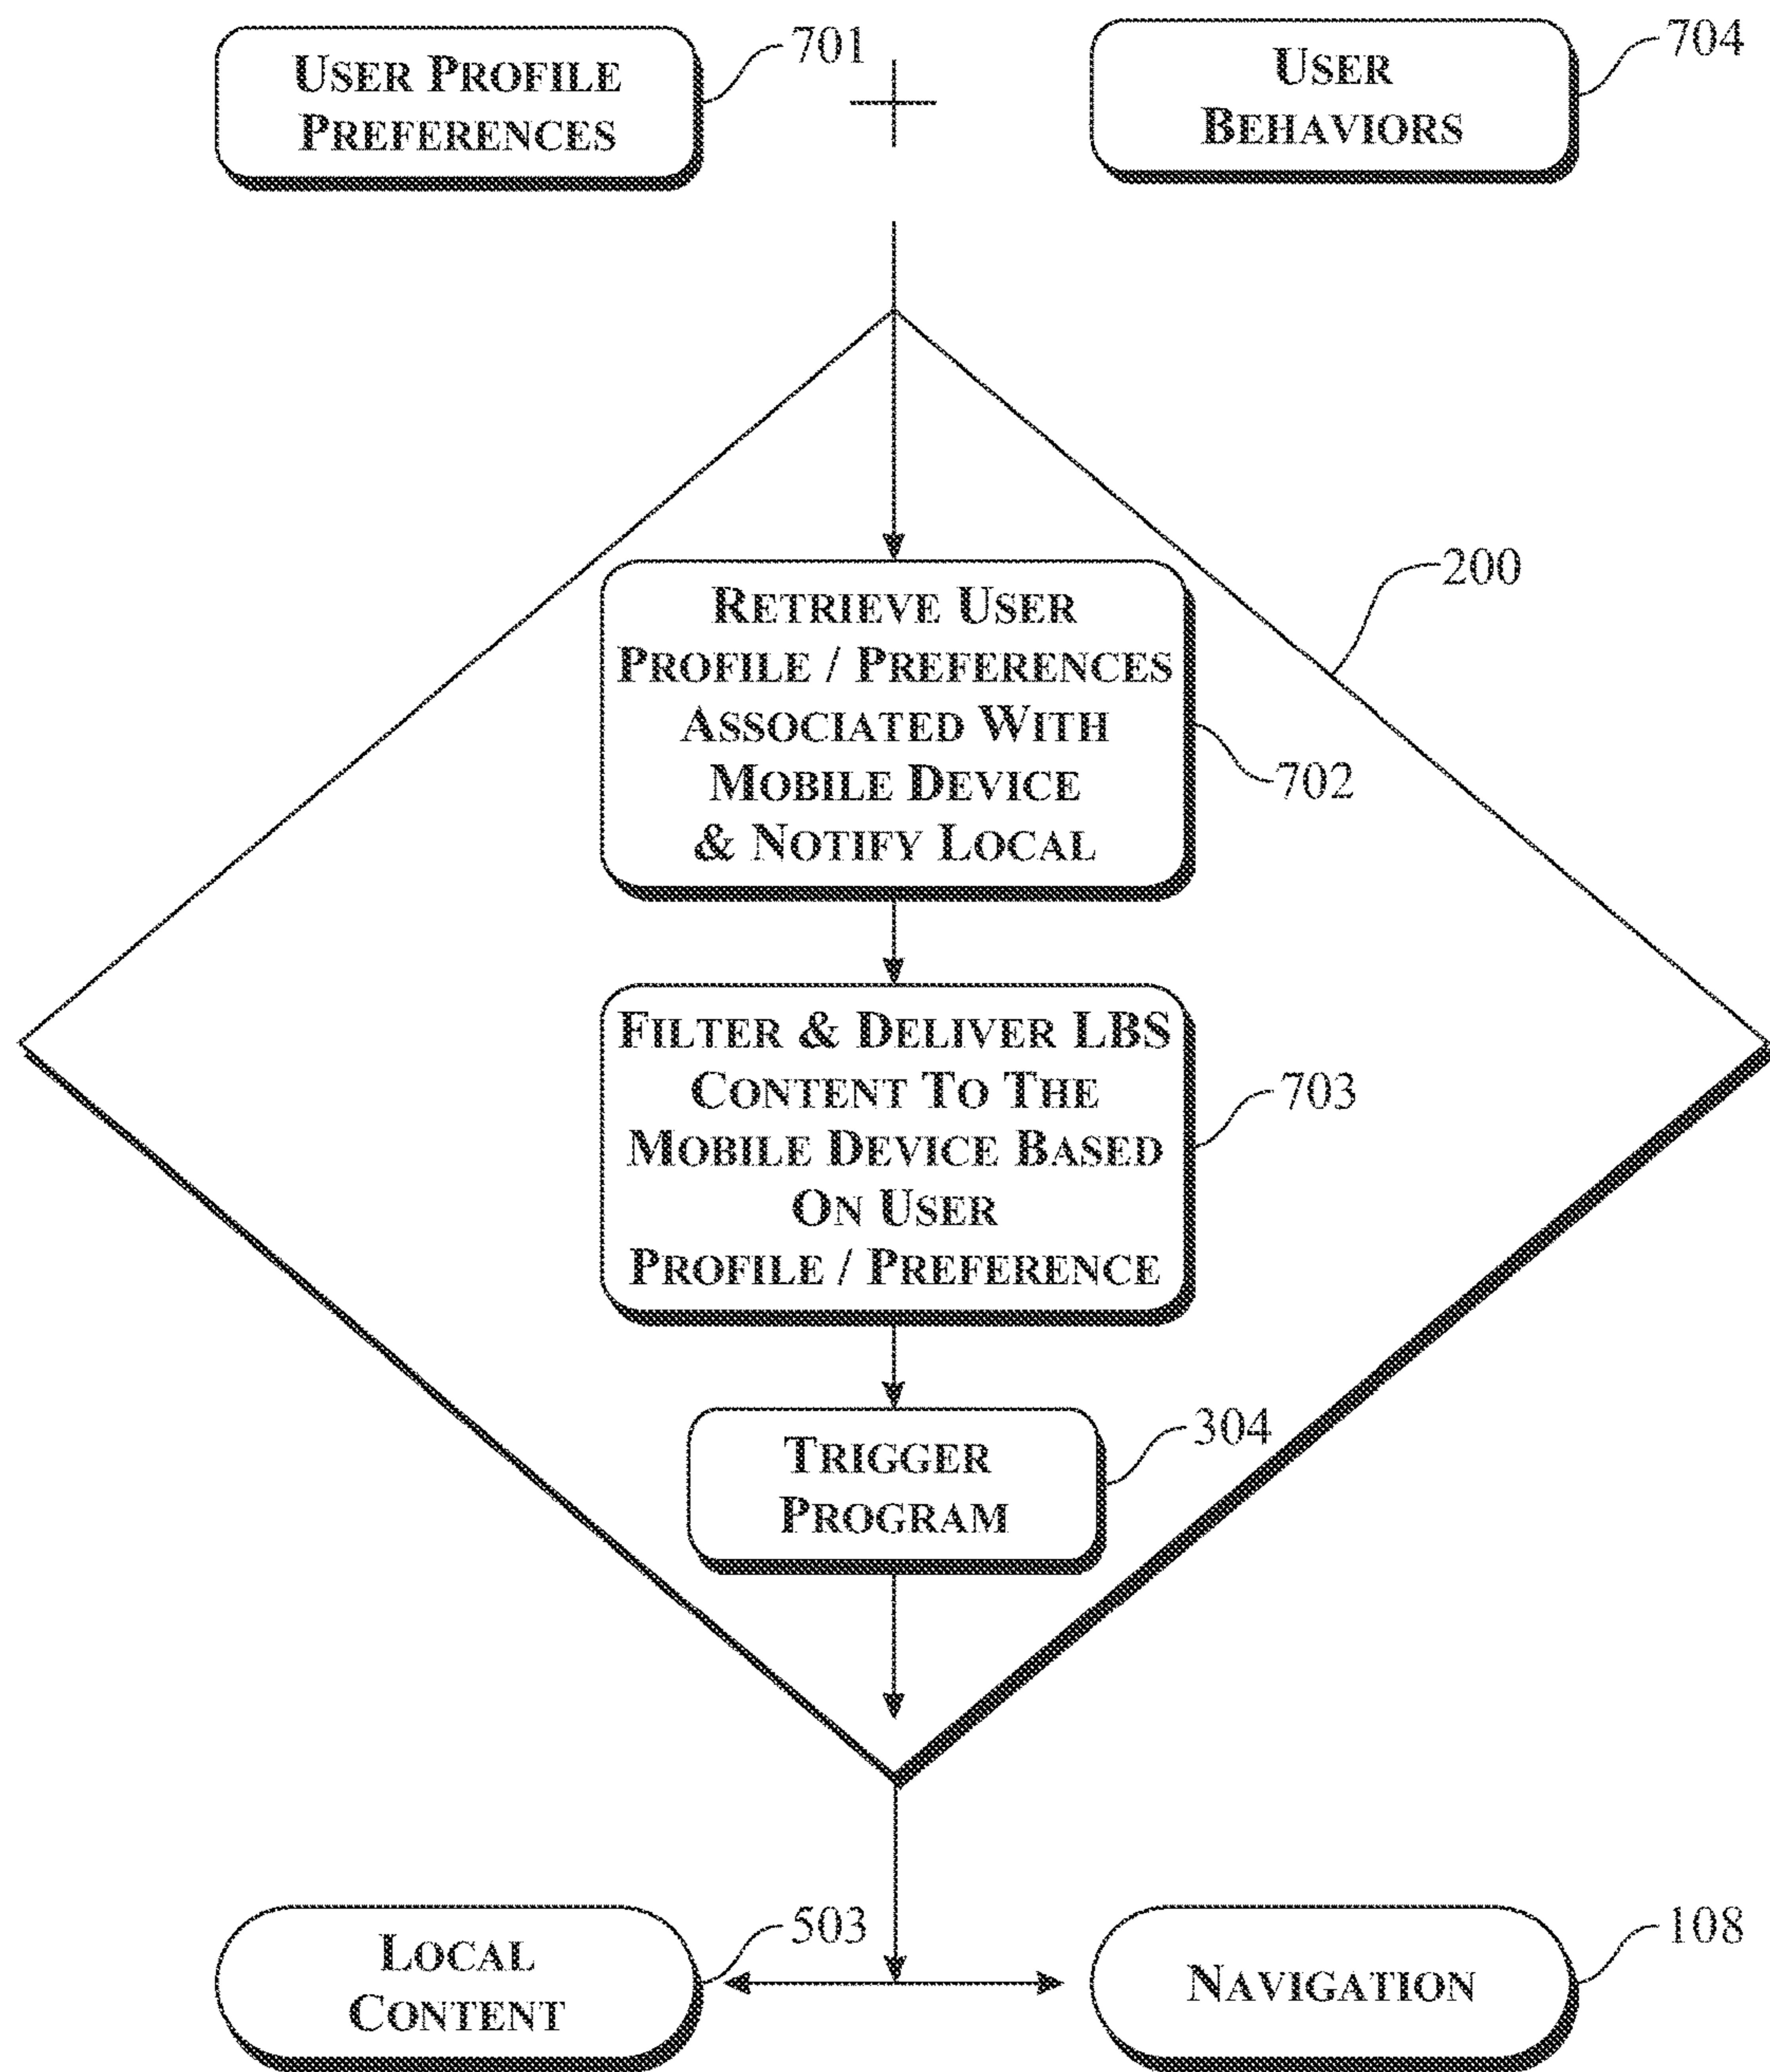 USER PROFILE
PREFERENCES
701
USER
BEHAVIORS
704
200
RETRIEVE USER
PROFILE / PREFERENCES
ASSOCIATED WITH
MOBILE DEVICE
& NOTIFY LOCAL
702
FILTER & DELIVER LBS
CONTENT TO THE
MOBILE DEVICE BASED
ON USER
PROFILE / PREFERENCE
703
TRIGGER
PROGRAM
304
LOCAL
CONTENT
503
NAVIGATION
108